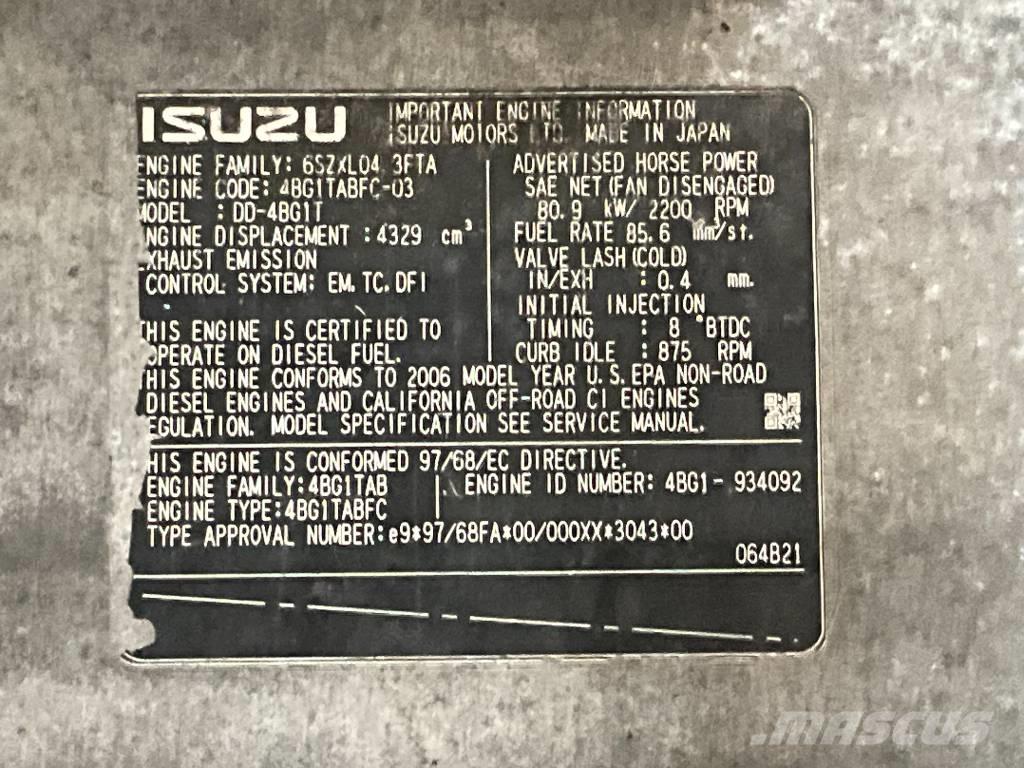 ISUZU
IMPORTANT ENGINE INFORMATION
ISUZU MOTORS LTD. MADE IN JAPAN
ENGINE FAMILY: 6SZXL04.3FTA
ENGINE CODE: 4BG1TABFC-03
MODEL : DD-4BG1T
NGINE DISPLACEMENT : 4329 cm³
EXHAUST EMISSION
CONTROL SYSTEM: EM.TC.DFI
THIS ENGINE IS CERTIFIED TO
OPERATE ON DIESEL FUEL.
ADVERTISED HORSE POWER
SAE NET (FAN DISENGAGED)
80.9 kW/ 2200 RPM
FUEL RATE 85.6 mm³/st.
VALVE LASH (COLD)
IN/EXH : 0.4 mm.
INITIAL INJECTION
TIMING : 8 °BTDC
CURB IDLE : 875 RPM
THIS ENGINE CONFORMS TO 2006 MODEL YEAR U.S.EPA NON-ROAD
DIESEL ENGINES AND CALIFORNIA OFF-ROAD CI ENGINES
EGULATION. MODEL SPECIFICATION SEE SERVICE MANUAL.
HIS ENGINE IS CONFORMED 97/68/EC DIRECTIVE.
ENGINE FAMILY:4BG1TAB
ENGINE ID NUMBER: 4BG1-934092
ENGINE TYPE:4BG1TABFC
TYPE APPROVAL NUMBER:e9*97/68FA*00/000XX*3043*00
064B21
MASCUS